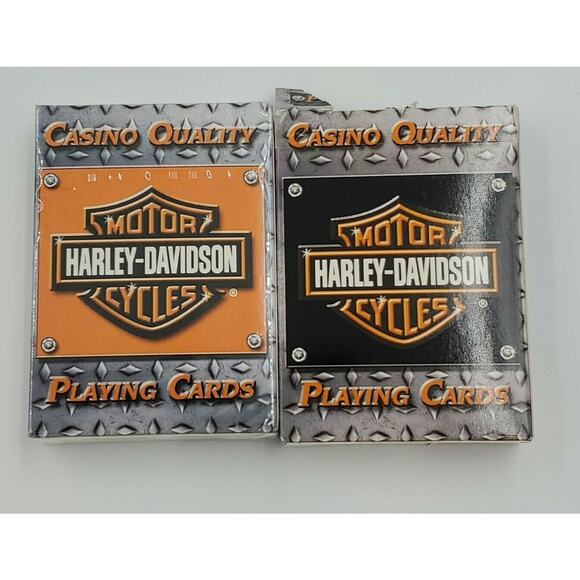 CASINO QUALITY
MOTOR
HARLEY-DAVIDSON
CYCLES
®
PLAYING CARDS
CASINO QUALITY
MOTOR
HARLEY-DAVIDSON
CYCLES
®
PLAYING CARDS